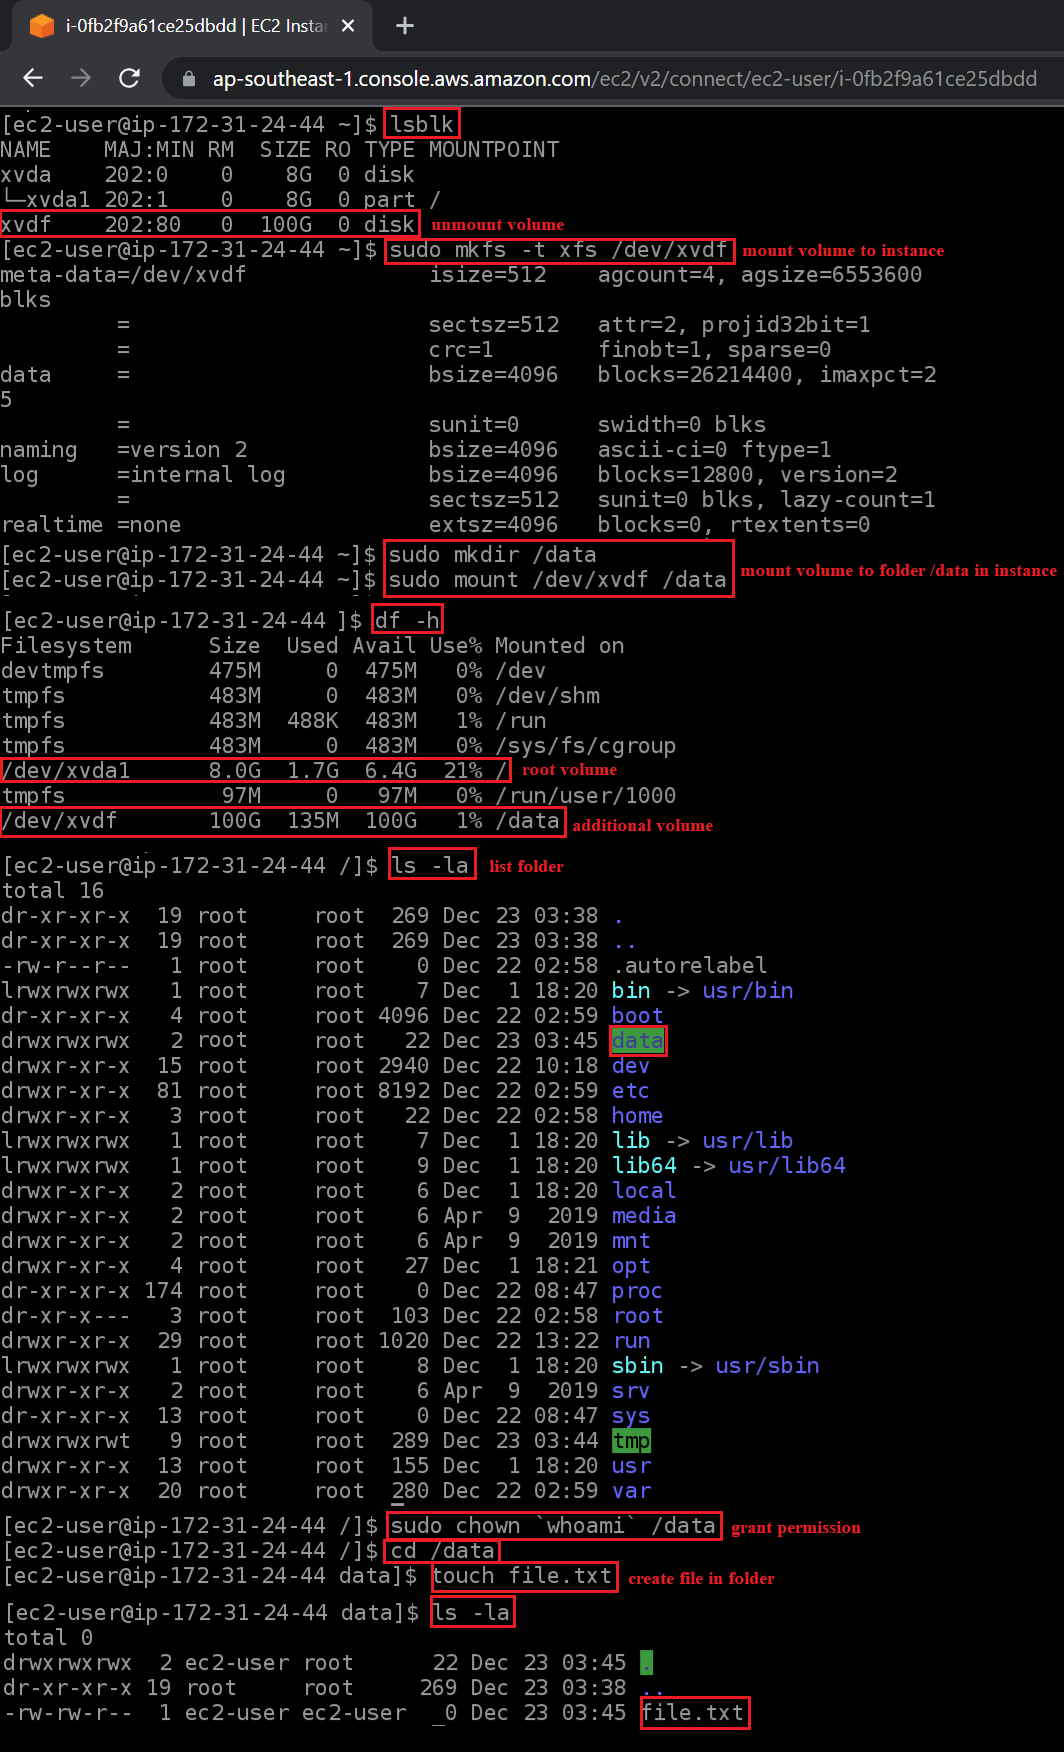 i-0fb2f9a61ce25dbdd | EC2 Instan
ap-southeast-1.console.aws.amazon.com/ec2/v2/connect/ec2-user/i-0fb2f9a61ce25dbdd
[ec2-user@ip-172-31-24-44 ~]$ lsblk
NAME    MAJ:MIN RM  SIZE RO TYPE MOUNTPOINT
xvda    202:0    0    8G  0 disk
└─xvda1 202:1    0    8G  0 part /
xvdf    202:80   0  100G  0 disk unmount volume
[ec2-user@ip-172-31-24-44 ~]$ sudo mkfs -t xfs /dev/xvdf mount volume to instance
meta-data=/dev/xvdf              isize=512    agcount=4, agsize=6553600
blks
         =                       sectsz=512   attr=2, projid32bit=1
         =                       crc=1        finobt=1, sparse=0
data     =                       bsize=4096   blocks=26214400, imaxpct=2
5
         =                       sunit=0      swidth=0 blks
naming   =version 2              bsize=4096   ascii-ci=0 ftype=1
log      =internal log           bsize=4096   blocks=12800, version=2
         =                       sectsz=512   sunit=0 blks, lazy-count=1
realtime =none                   extsz=4096   blocks=0, rtextents=0
[ec2-user@ip-172-31-24-44 ~]$ sudo mkdir /data
[ec2-user@ip-172-31-24-44 ~]$ sudo mount /dev/xvdf /data mount volume to folder /data in instance
[ec2-user@ip-172-31-24-44 ]$ df -h
Filesystem      Size  Used Avail Use% Mounted on
devtmpfs        475M     0  475M   0% /dev
tmpfs           483M     0  483M   0% /dev/shm
tmpfs           483M  488K  483M   1% /run
tmpfs           483M     0  483M   0% /sys/fs/cgroup
/dev/xvda1      8.0G  1.7G  6.4G  21% / root volume
tmpfs            97M     0   97M   0% /run/user/1000
/dev/xvdf       100G  135M  100G   1% /data additional volume
[ec2-user@ip-172-31-24-44 /]$ ls -la list folder
total 16
dr-xr-xr-x  19 root     root  269 Dec 23 03:38 .
dr-xr-xr-x  19 root     root  269 Dec 23 03:38 ..
-rw-r--r--   1 root     root    0 Dec 22 02:58 .autorelabel
lrwxrwxrwx   1 root     root    7 Dec  1 18:20 bin -> usr/bin
dr-xr-xr-x   4 root     root 4096 Dec 22 02:59 boot
drwxrwxrwx   2 root     root   22 Dec 23 03:45 data
drwxr-xr-x  15 root     root 2940 Dec 22 10:18 dev
drwxr-xr-x  81 root     root 8192 Dec 22 02:59 etc
drwxr-xr-x   3 root     root   22 Dec 22 02:58 home
lrwxrwxrwx   1 root     root    7 Dec  1 18:20 lib -> usr/lib
lrwxrwxrwx   1 root     root    9 Dec  1 18:20 lib64 -> usr/lib64
drwxr-xr-x   2 root     root    6 Dec  1 18:20 local
drwxr-xr-x   2 root     root    6 Apr  9  2019 media
drwxr-xr-x   2 root     root    6 Apr  9  2019 mnt
drwxr-xr-x   4 root     root   27 Dec  1 18:21 opt
dr-xr-xr-x 174 root     root    0 Dec 22 08:47 proc
dr-xr-x---   3 root     root  103 Dec 22 02:58 root
drwxr-xr-x  29 root     root 1020 Dec 22 13:22 run
lrwxrwxrwx   1 root     root    8 Dec  1 18:20 sbin -> usr/sbin
drwxr-xr-x   2 root     root    6 Apr  9  2019 srv
dr-xr-xr-x  13 root     root    0 Dec 22 08:47 sys
drwxrwxrwt   9 root     root  289 Dec 23 03:44 tmp
drwxr-xr-x  13 root     root  155 Dec  1 18:20 usr
drwxr-xr-x  20 root     root  280 Dec 22 02:59 var
[ec2-user@ip-172-31-24-44 /]$ sudo chown `whoami` /data grant permission
[ec2-user@ip-172-31-24-44 /]$ cd /data
[ec2-user@ip-172-31-24-44 data]$ touch file.txt create file in folder
[ec2-user@ip-172-31-24-44 data]$ ls -la
total 0
drwxrwxrwx  2 ec2-user root      22 Dec 23 03:45 .
dr-xr-xr-x 19 root     root     269 Dec 23 03:38 ..
-rw-rw-r--  1 ec2-user ec2-user  _0 Dec 23 03:45 file.txt